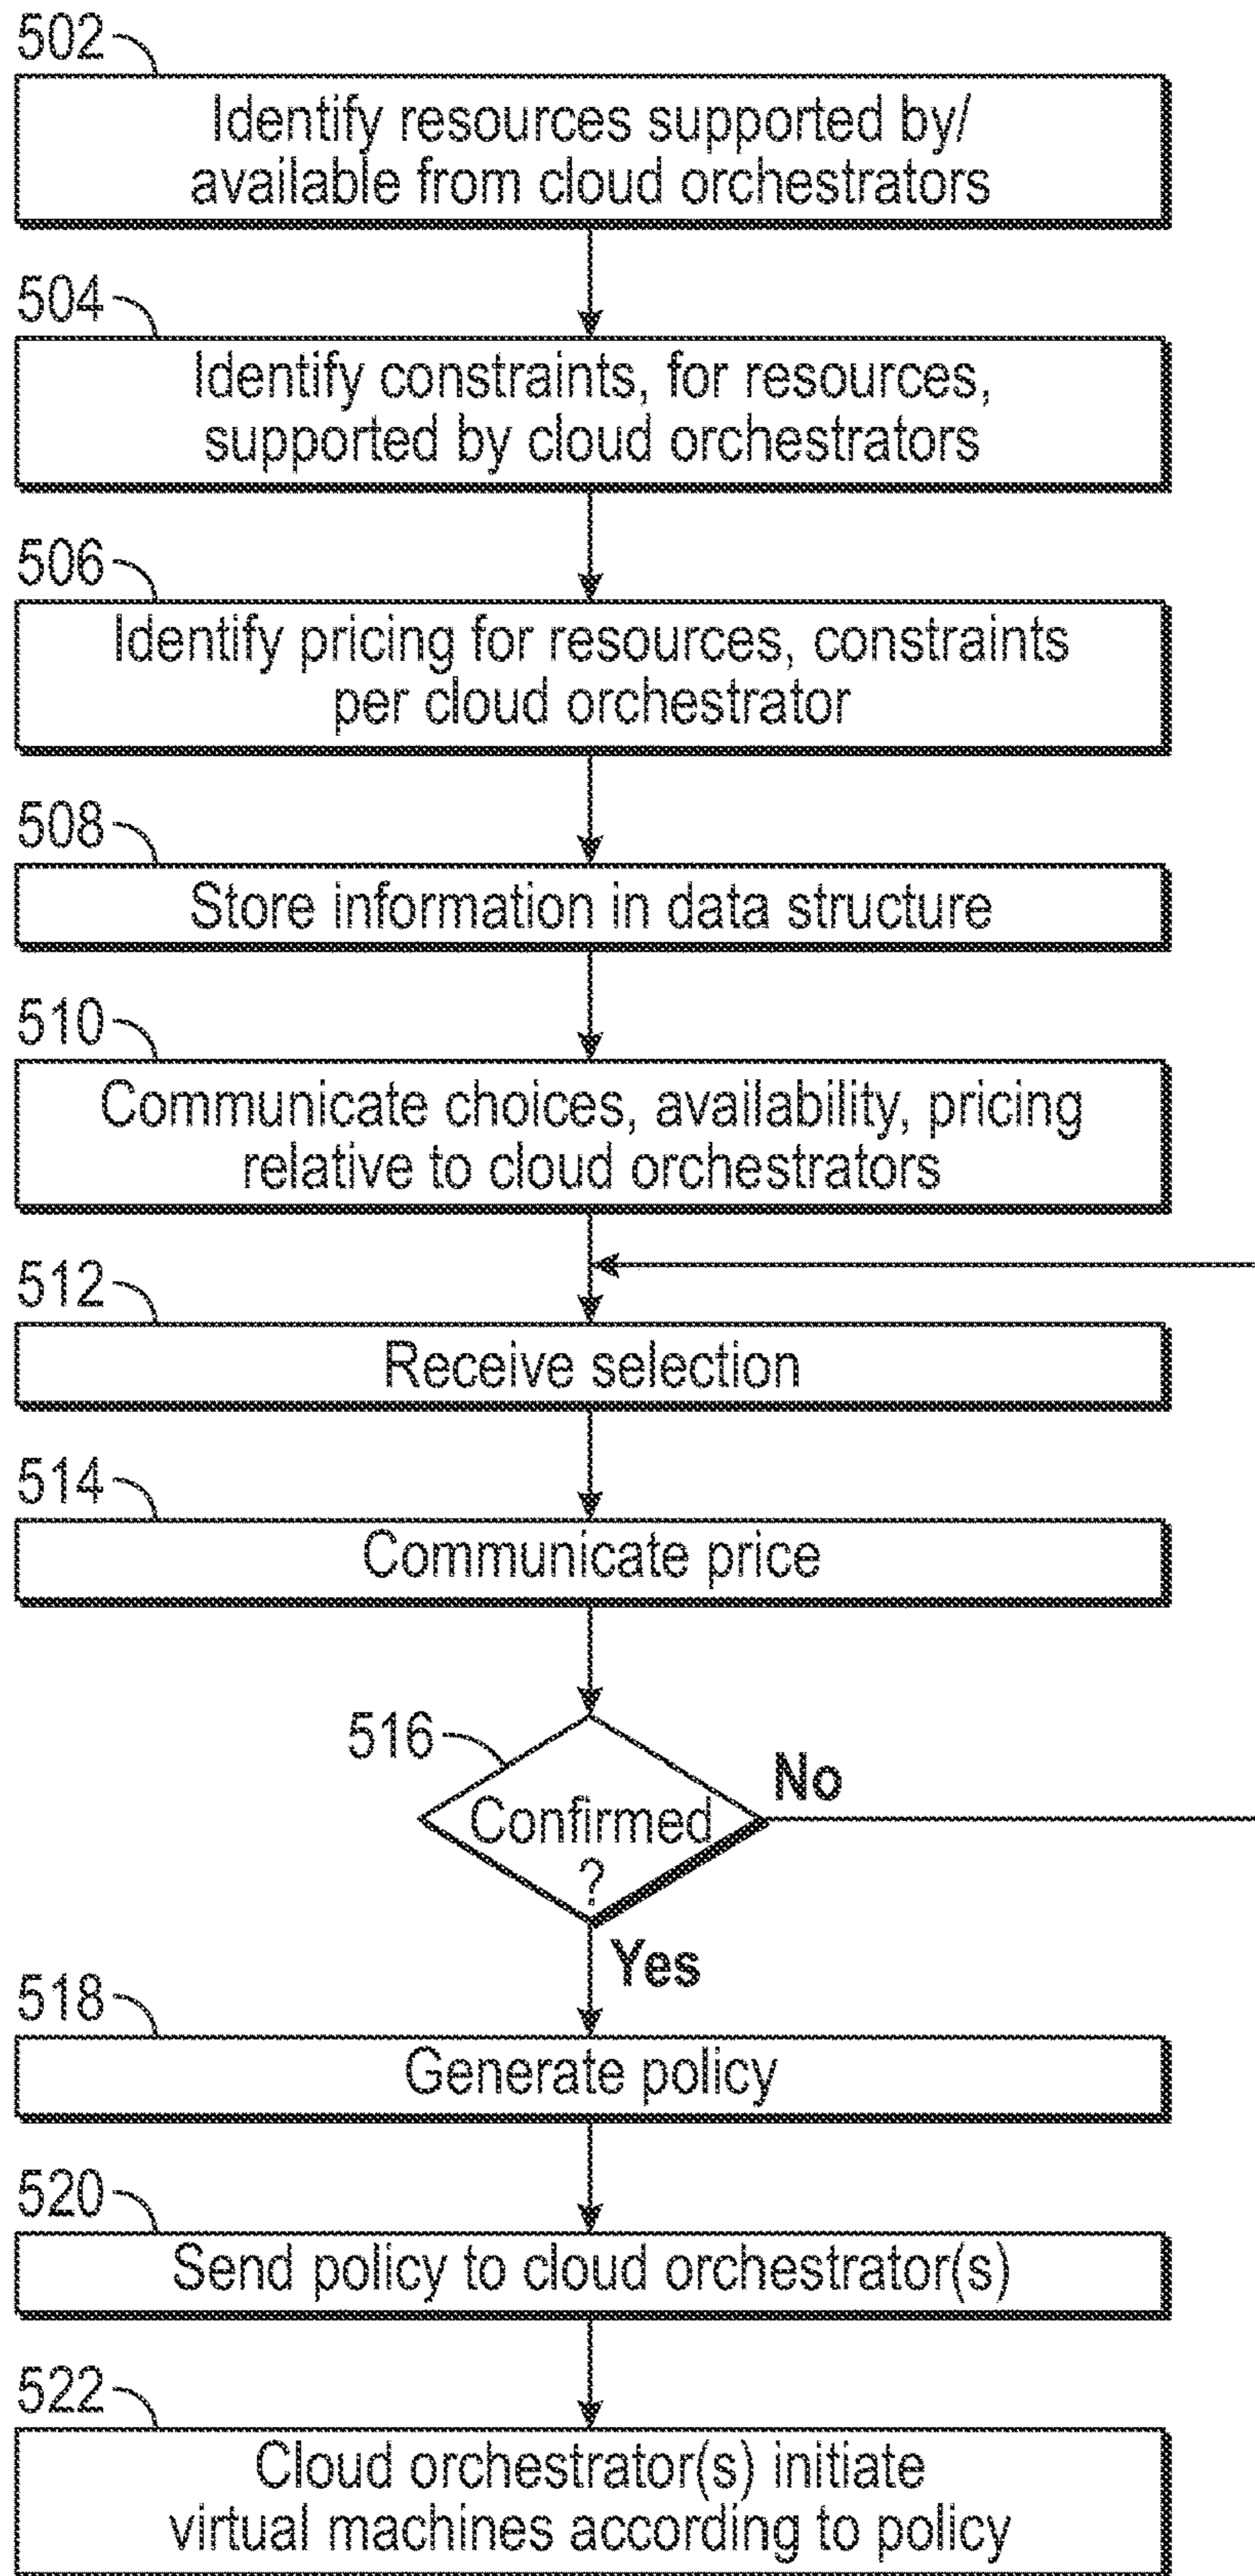 502
Identify resources supported by/
available from cloud orchestrators
504
Identify constraints, for resources,
supported by cloud orchestrators
506
Identify pricing for resources, constraints
per cloud orchestrator
508
Store information in data structure
510
Communicate choices, availability, pricing
relative to cloud orchestrators
512
Receive selection
514
Communicate price
516
Confirmed
?
No
Yes
518
Generate policy
520
Send policy to cloud orchestrator(s)
522
Cloud orchestrator(s) initiate
virtual machines according to policy